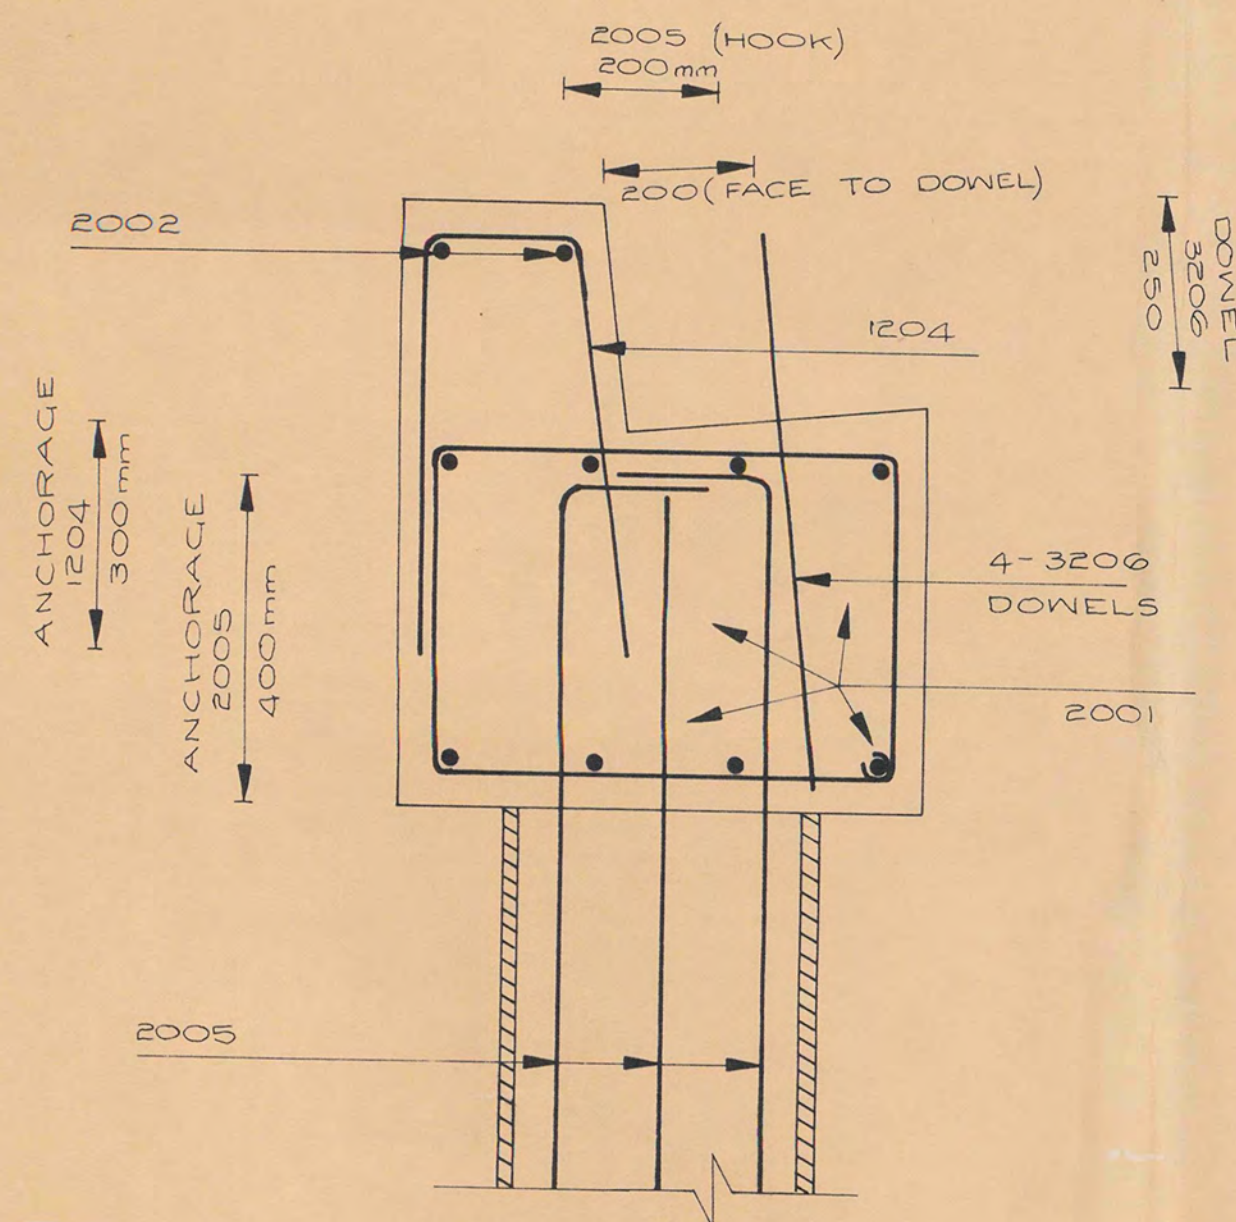 2005 (HOOK)
200mm
200 (FACE TO DOWEL)
2002
DOWEL
3206
250
1204
ANCHORAGE
1204
300mm
ANCHORAGE
2005
400mm
4-3206
DOWELS
2001
2005